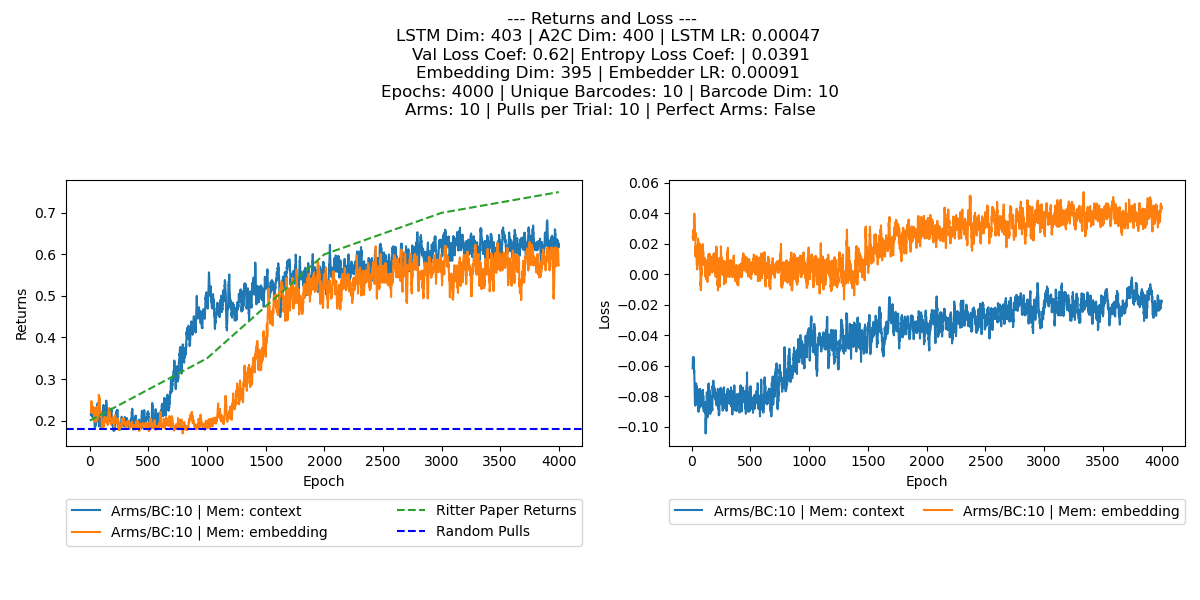 --- Returns and Loss ---
LSTM Dim: 403 | A2C Dim: 400 | LSTM LR: 0.00047
Val Loss Coef: 0.62| Entropy Loss Coef: | 0.0391
Embedding Dim: 395 | Embedder LR: 0.00091
Epochs: 4000 | Unique Barcodes: 10 | Barcode Dim: 10
Arms: 10 | Pulls per Trial: 10 | Perfect Arms: False
Returns
0.7
0.6
0.5
0.4
0.3
0.2
0 500 1000 1500 2000 2500 3000 3500 4000
Epoch
Arms/BC:10 | Mem: context
Arms/BC:10 | Mem: embedding
Ritter Paper Returns
Random Pulls
Loss
0.06
0.04
0.02
0.00
−0.02
−0.04
−0.06
−0.08
−0.10
0 500 1000 1500 2000 2500 3000 3500 4000
Epoch
Arms/BC:10 | Mem: context
Arms/BC:10 | Mem: embedding